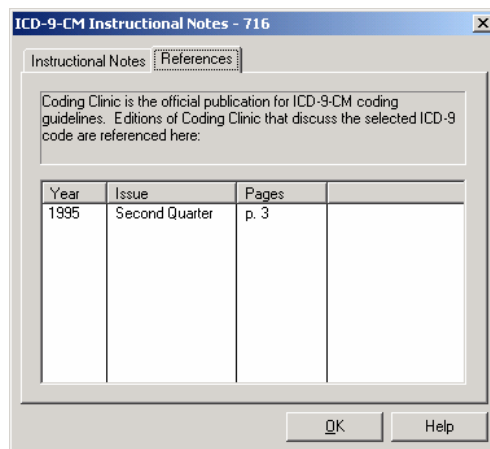 ICD-9-CM Instructional Notes - 716
Instructional Notes References
Coding Clinic is the official publication for ICD-9-CM coding
guidelines. Editions of Coding Clinic that discuss the selected ICD-9
code are referenced here:
Year Issue Pages
1995 Second Quarter p. 3
OK Help